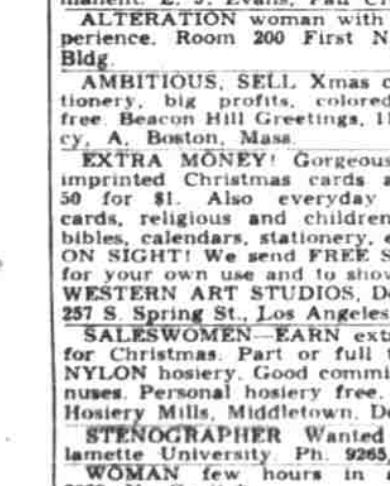 ALTERATION woman with
perience. Room 200 First N
Bldg.
AMBITIOUS, SELL Xmas c
tionery, big profits, colored
free. Beacon Hill Greetings, 11
cy, A, Boston, Mass.
EXTRA MONEY! Gorgeous
imprinted Christmas cards a
50 for $1. Also everyday
cards, religious and children
bibles, calendars, stationery, e
ON SIGHT! We send FREE S
for your own use and to show
WESTERN ART STUDIOS, De
257 S. Spring St., Los Angeles
SALESWOMEN—EARN extr
for Christmas. Part or full t
NYLON hosiery. Good commi
nuses. Personal hosiery free.
Hosiery Mills, Middletown, De
STENOGRAPHER Wanted
lamette University. Ph. 9265,
WOMAN few hours in